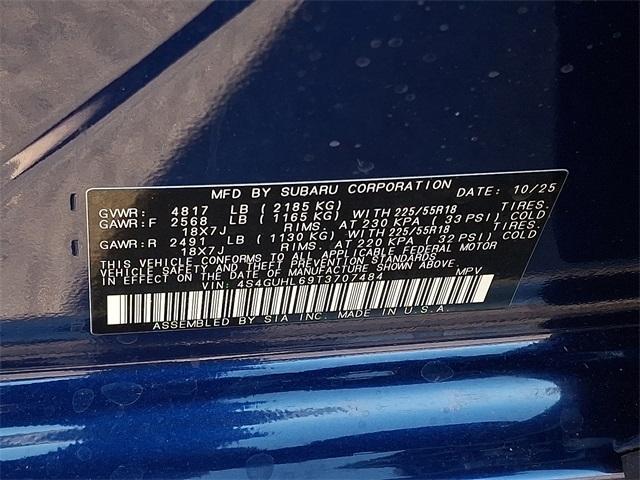 MFD BY SUBARU CORPORATION DATE: 10/25
GVWR: 4817 LB ( 2185 KG) TIRES.
GAWR:F 2568 LB ( 1165 KG) WITH 225/55R18
18X7J RIMS. AT 230 KPA ( 33 PSI) COLD
GAWR:R 2491 LB ( 1130 KG) WITH 225/55R18 TIRES.
18X7J RIMS. AT 220 KPA ( 32 PSI) COLD
THIS VEHICLE CONFORMS TO ALL APPLICABLE FEDERAL MOTOR
VEHICLE SAFETY AND THEFT PREVENTION STANDARDS
IN EFFECT ON THE DATE OF MANUFACTURE SHOWN ABOVE.
VIN: 4S4GUHL69T3707484 MPV
ASSEMBLED BY SIA INC. MADE IN U.S.A.